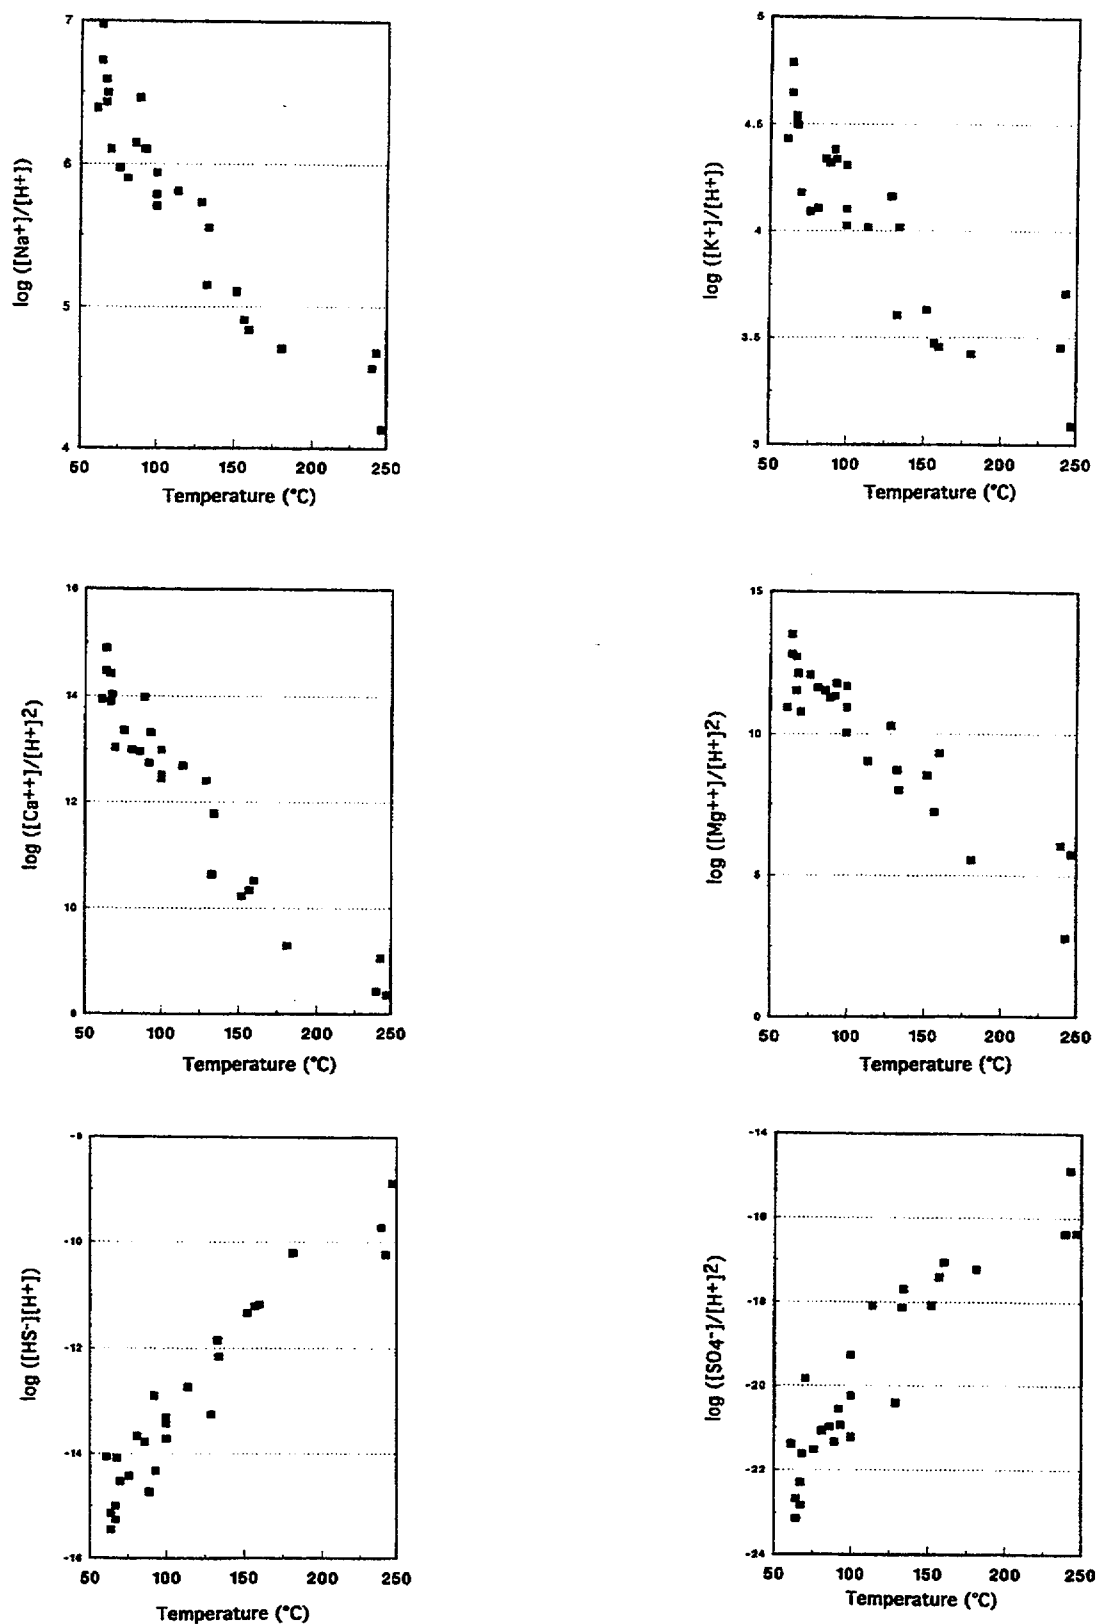 7
6
5
4
log ([Na+]/[H+])
50 100 150 200 250
Temperature (°C)
5
4.5
4
3.5
3
log ([K+]/[H+])
50 100 150 200 250
Temperature (°C)
16
14
12
10
8
log ([Ca++]/[H+]2)
50 100 150 200 250
Temperature (°C)
15
10
5
0
log ([Mg++]/[H+]2)
50 100 150 200 250
Temperature (°C)
-8
-10
-12
-14
-16
log ([HS-][H+])
50 100 150 200 250
Temperature (°C)
-14
-16
-18
-20
-22
-24
log ([SO4-]/[H+]2)
50 100 150 200 250
Temperature (°C)